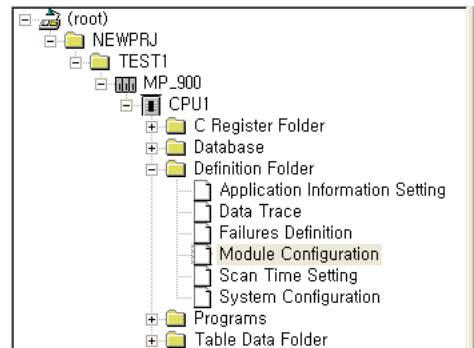 (root)
NEWPRJ
TEST1
MP_900
CPU1
C Register Folder
Database
Definition Folder
Application Information Setting
Data Trace
Failures Definition
Module Configuration
Scan Time Setting
System Configuration
Programs
Table Data Folder